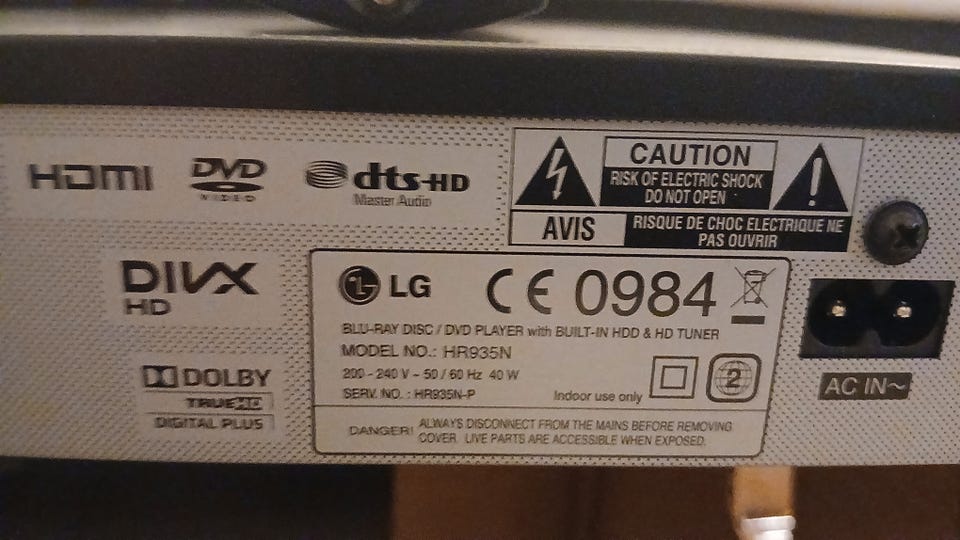 HDMI
DVD
VIDEO
dts-HD
Master Audio
CAUTION
RISK OF ELECTRIC SHOCK
DO NOT OPEN
AVIS
RISQUE DE CHOC ELECTRIQUE NE
PAS OUVRIR
DIVX
HD
DOLBY
TRUEHD
DIGITAL PLUS
LG
CE 0984
BLU-RAY DISC / DVD PLAYER with BUILT-IN HDD & HD TUNER
MODEL NO.: HR935N
200 - 240 V ~ 50 / 60 Hz 40 W
SERV. NO. : HR935N-P
Indoor use only
2
DANGER! ALWAYS DISCONNECT FROM THE MAINS BEFORE REMOVING
COVER. LIVE PARTS ARE ACCESSIBLE WHEN EXPOSED.
AC IN~